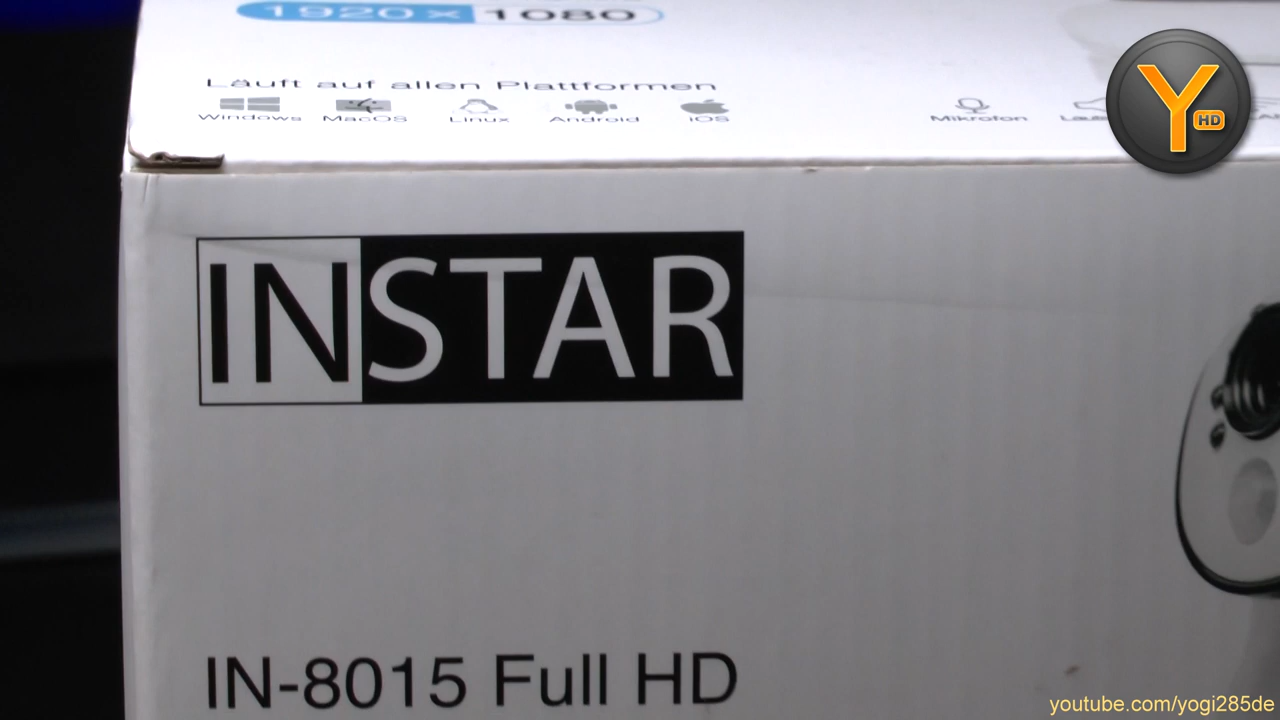 1920 x 1080
Läuft auf allen Plattformen
Windows MacOS Linux Android iOS
Mikrofon
Y HD
INSTAR
IN-8015 Full HD
youtube.com/yogi285de